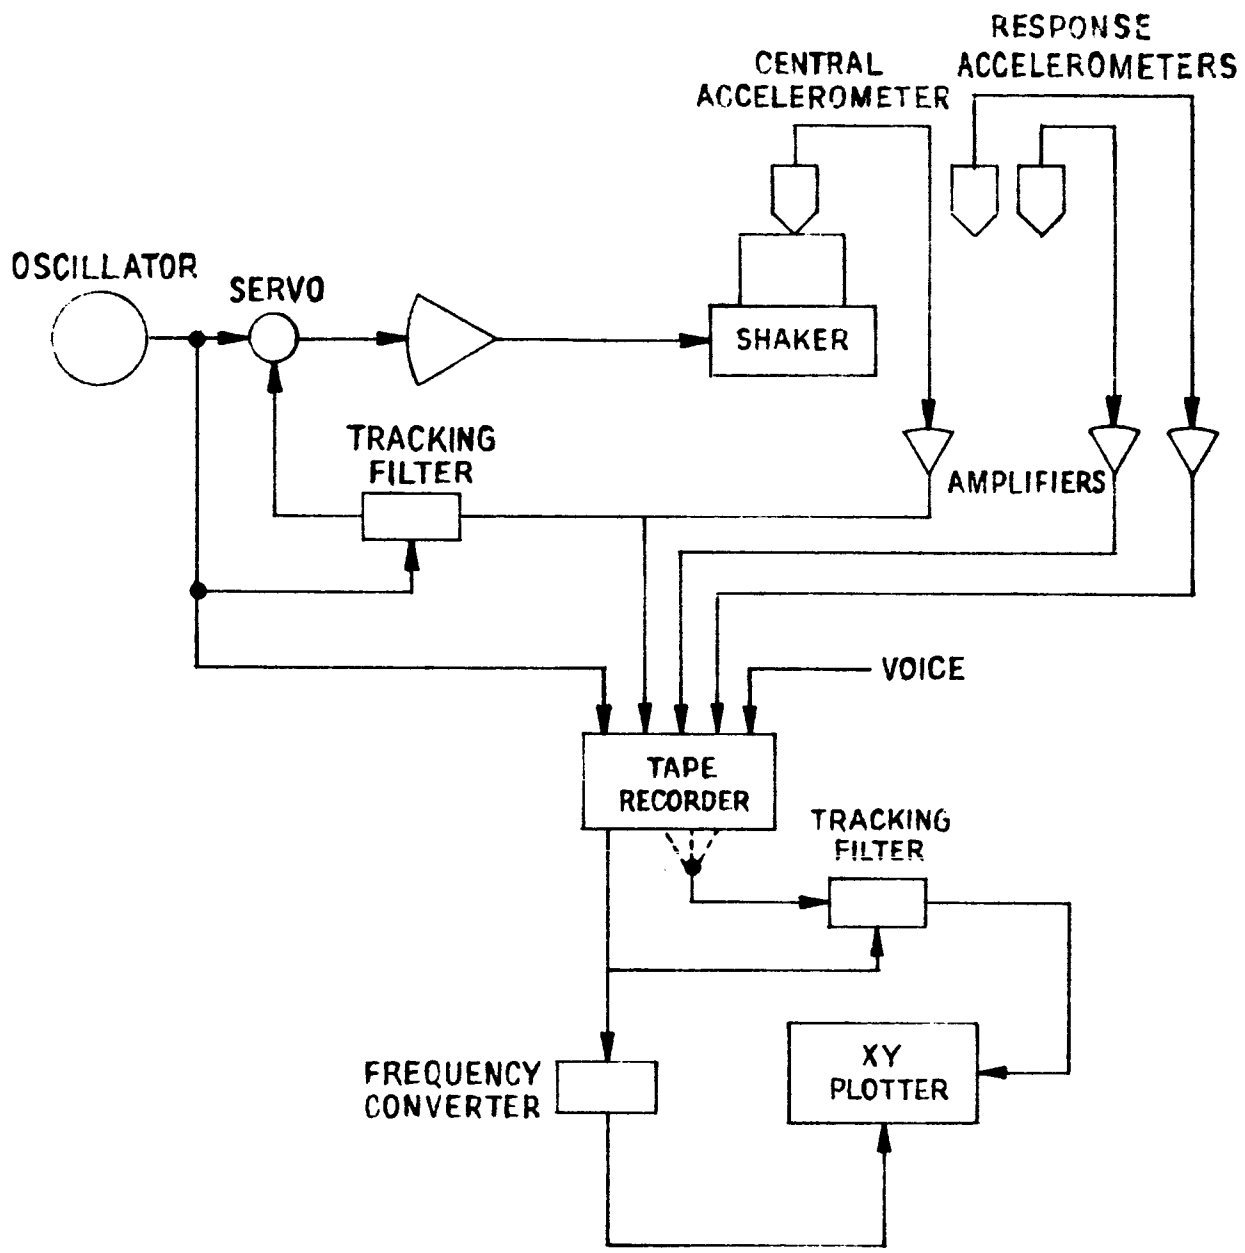 RESPONSE
ACCELEROMETERS
CENTRAL
ACCELEROMETER
OSCILLATOR
SERVO
SHAKER
TRACKING
FILTER
AMPLIFIERS
VOICE
TAPE
RECORDER
TRACKING
FILTER
XY
PLOTTER
FREQUENCY
CONVERTER